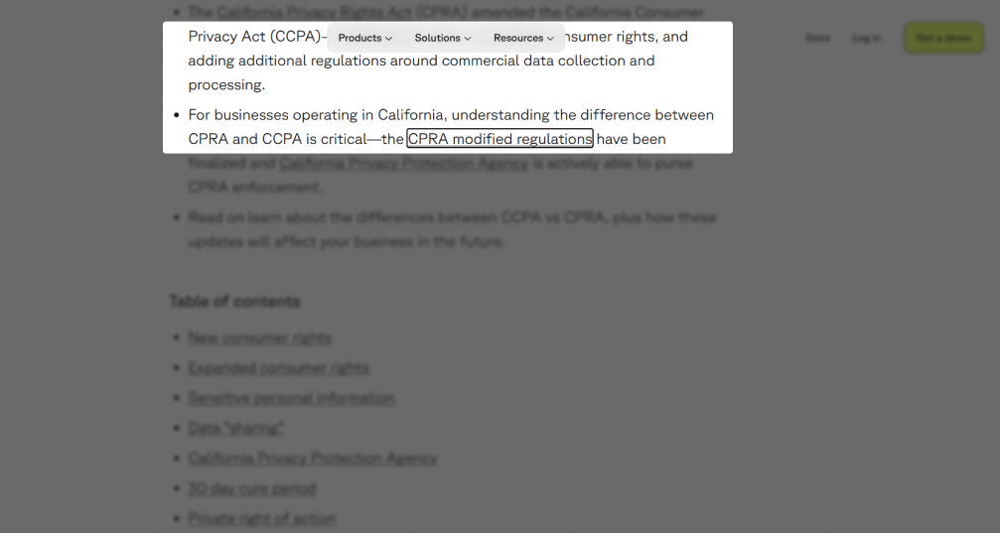 The California Privacy Rights Act (CPRA) amended the California Consumer
Products
Solutions
Resources
Docs
Log in
Get a demo
Privacy Act (CCPA)– nsumer rights, and
adding additional regulations around commercial data collection and
processing.
For businesses operating in California, understanding the difference between
CPRA and CCPA is critical—the CPRA modified regulations have been
finalized and California Privacy Protection Agency is actively able to purse
CPRA enforcement.
Read on learn about the differences between CCPA vs CPRA, plus how these
updates will affect your business in the future.
Table of contents
New consumer rights
Expanded consumer rights
Sensitive personal information
Data "sharing"
California Privacy Protection Agency
30 day cure period
Private right of action